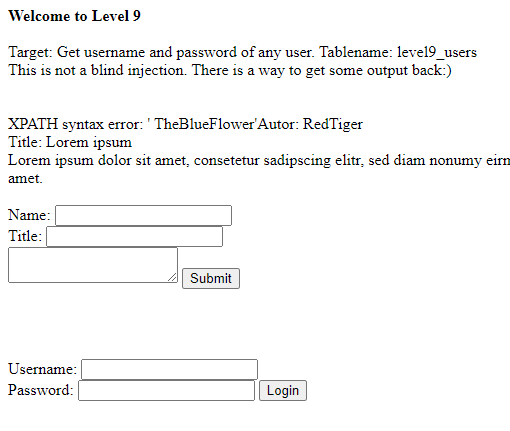 Welcome to Level 9
Target: Get username and password of any user. Tablename: level9_users
This is not a blind injection. There is a way to get some output back:)
XPATH syntax error: ' TheBlueFlower'Autor: RedTiger
Title: Lorem ipsum
Lorem ipsum dolor sit amet, consetetur sadipscing elitr, sed diam nonumy eirm
amet.
Name:
Title:
Submit
Username:
Password: Login